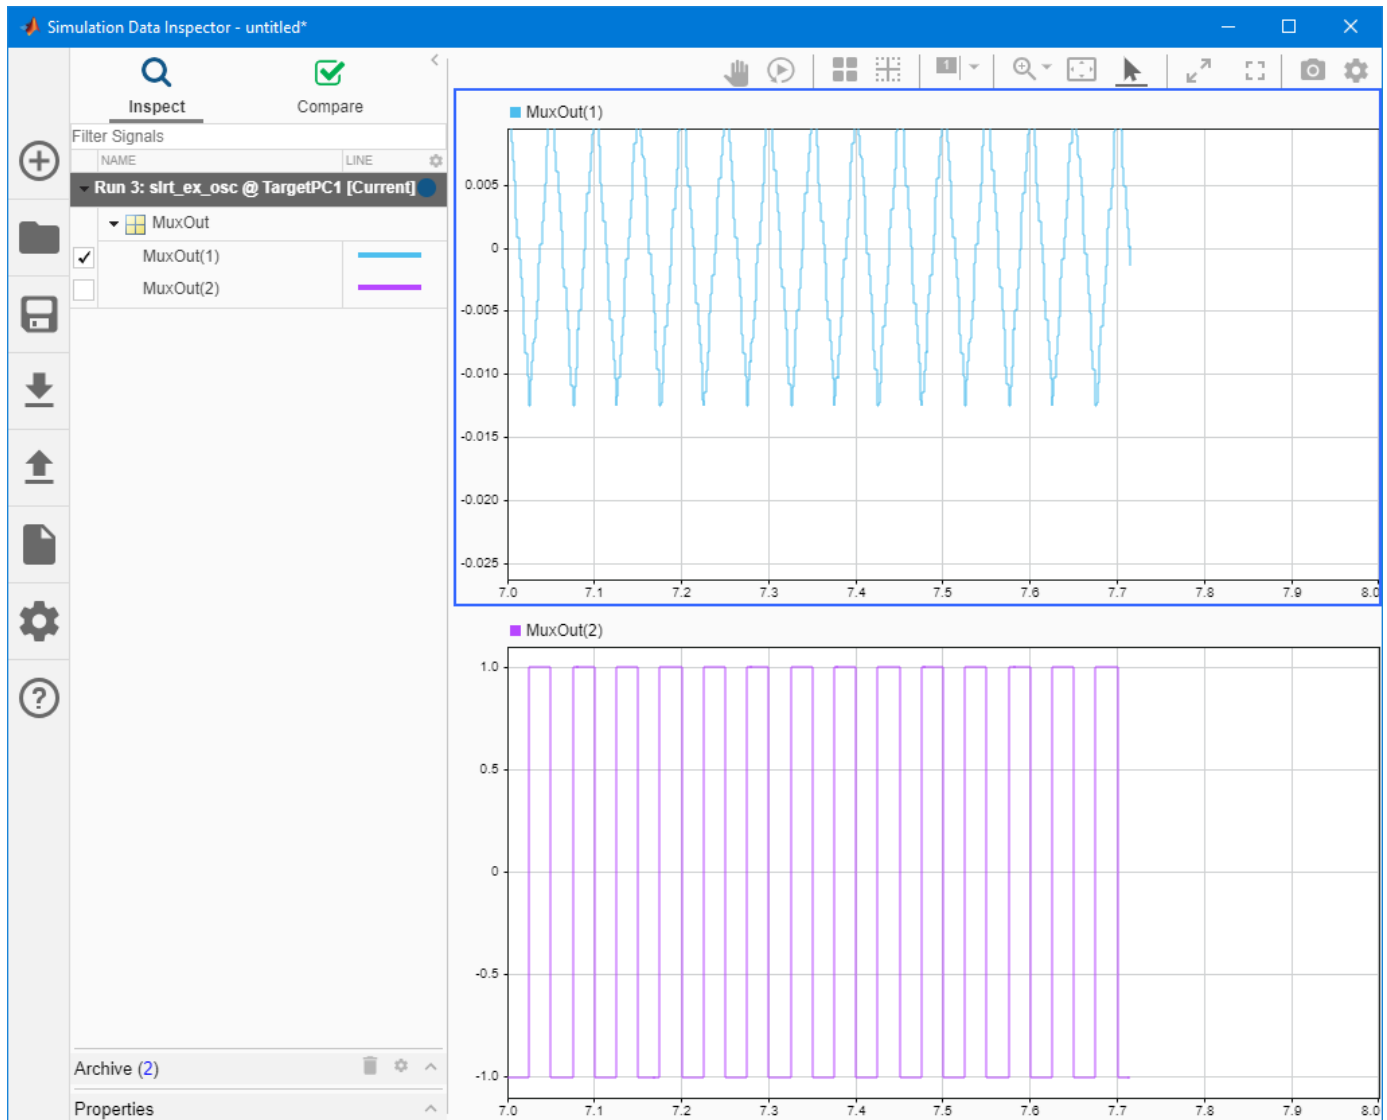 Simulation Data Inspector - untitled*
Inspect
Compare
Filter Signals
NAME LINE
Run 3: slrt_ex_osc @ TargetPC1 [Current]
MuxOut
MuxOut(1)
MuxOut(2)
Archive (2)
Properties
1
MuxOut(1)
0.005
0
-0.005
-0.010
-0.015
-0.020
-0.025
7.0 7.1 7.2 7.3 7.4 7.5 7.6 7.7 7.8 7.9 8.0
MuxOut(2)
1.0
0.5
0
-0.5
-1.0
7.0 7.1 7.2 7.3 7.4 7.5 7.6 7.7 7.8 7.9 8.0